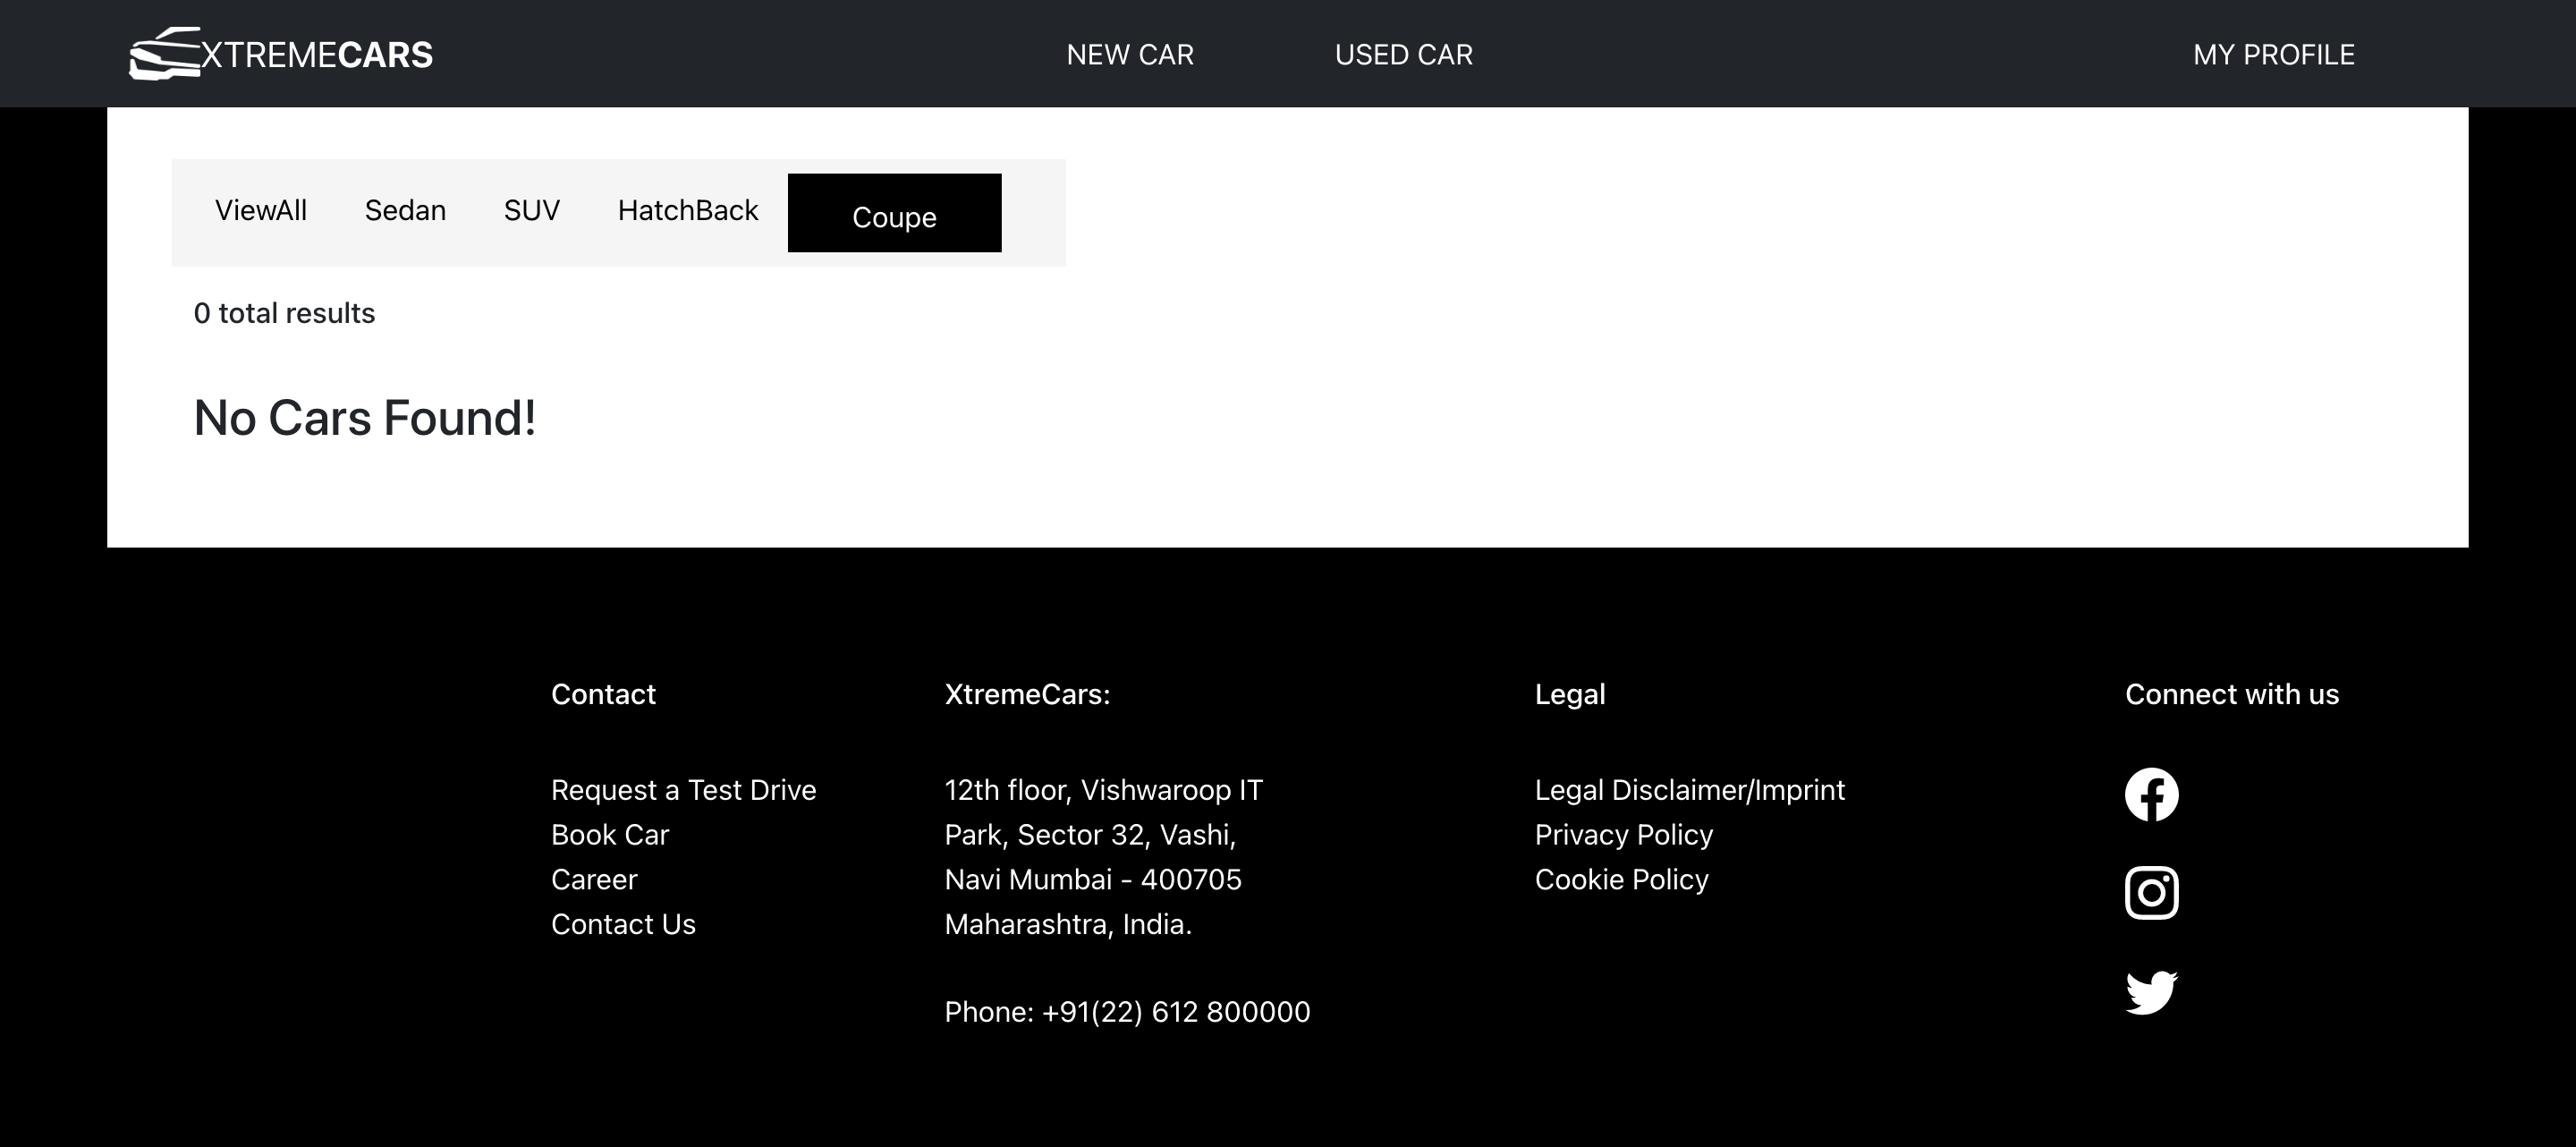 XTREMECARS
NEW CAR
USED CAR
MY PROFILE
ViewAll
Sedan
SUV
HatchBack
Coupe
0 total results
No Cars Found!
Contact
Request a Test Drive
Book Car
Career
Contact Us
XtremeCars:
12th floor, Vishwaroop IT
Park, Sector 32, Vashi,
Navi Mumbai - 400705
Maharashtra, India.
Phone: +91(22) 612 800000
Legal
Legal Disclaimer/Imprint
Privacy Policy
Cookie Policy
Connect with us